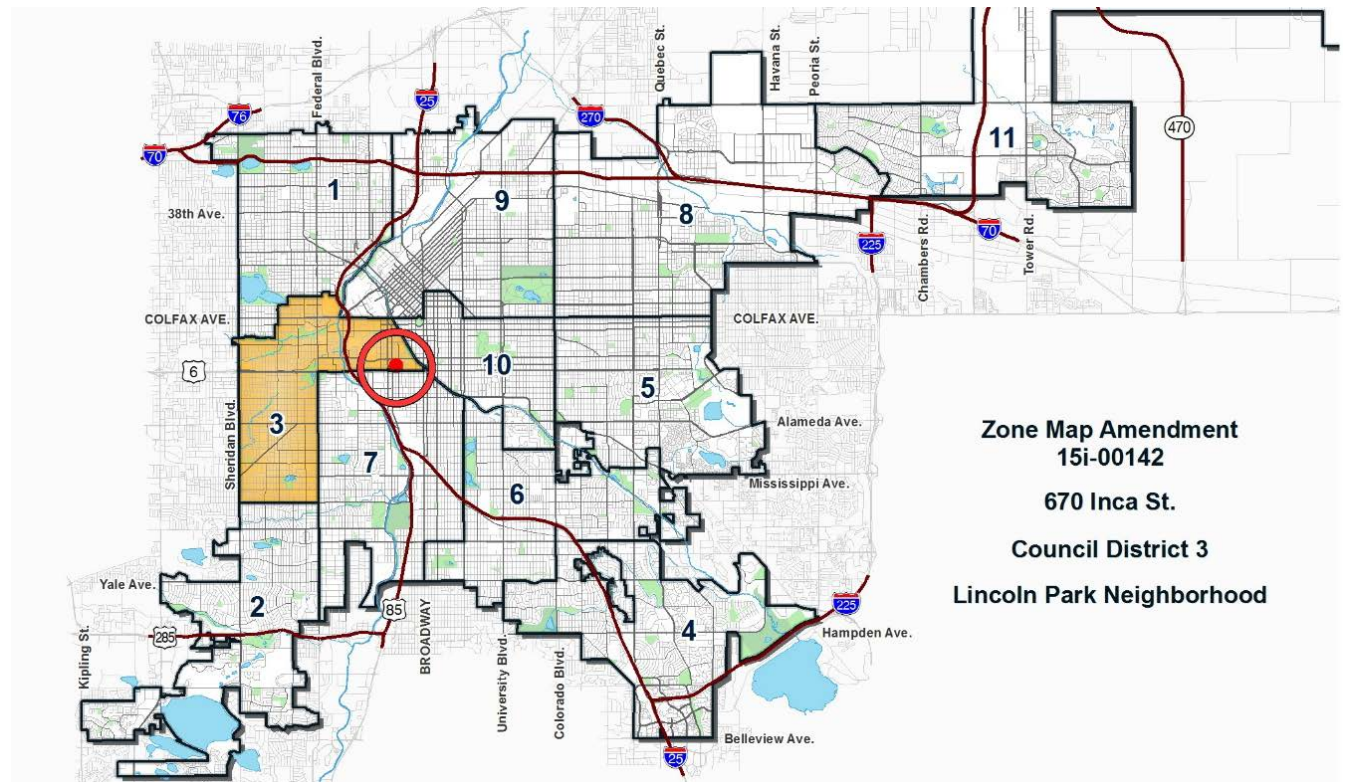 Federal Blvd.
Quebec St.
Havana St.
Peoria St.
76
25
270
470
70
11
1
9
8
38th Ave.
225
70
Chambers Rd.
Tower Rd.
COLFAX AVE.
COLFAX AVE.
6
10
5
Sheridan Blvd.
3
7
Alameda Ave.
Mississippi Ave.
6
Zone Map Amendment
15i-00142
670 Inca St.
Council District 3
Lincoln Park Neighborhood
Yale Ave.
2
85
BROADWAY
285
225
4
Hampden Ave.
Kipling St.
University Blvd.
Colorado Blvd.
Belleview Ave.
25